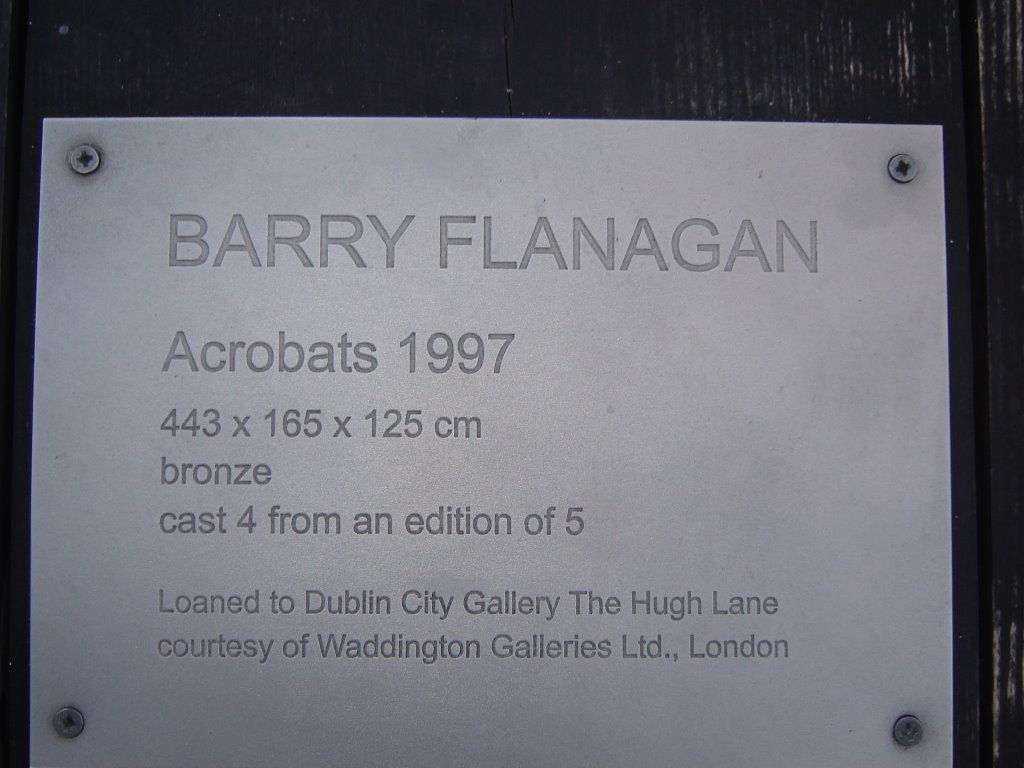 BARRY FLANAGAN
Acrobats 1997
443 x 165 x 125 cm
bronze
cast 4 from an edition of 5
Loaned to Dublin City Gallery The Hugh Lane
courtesy of Waddington Galleries Ltd., London